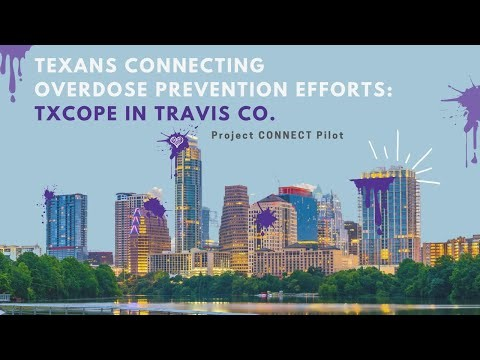 TEXANS CONNECTING
OVERDOSE PREVENTION EFFORTS:
TXCOPE IN TRAVIS CO.
Project CONNECT Pilot